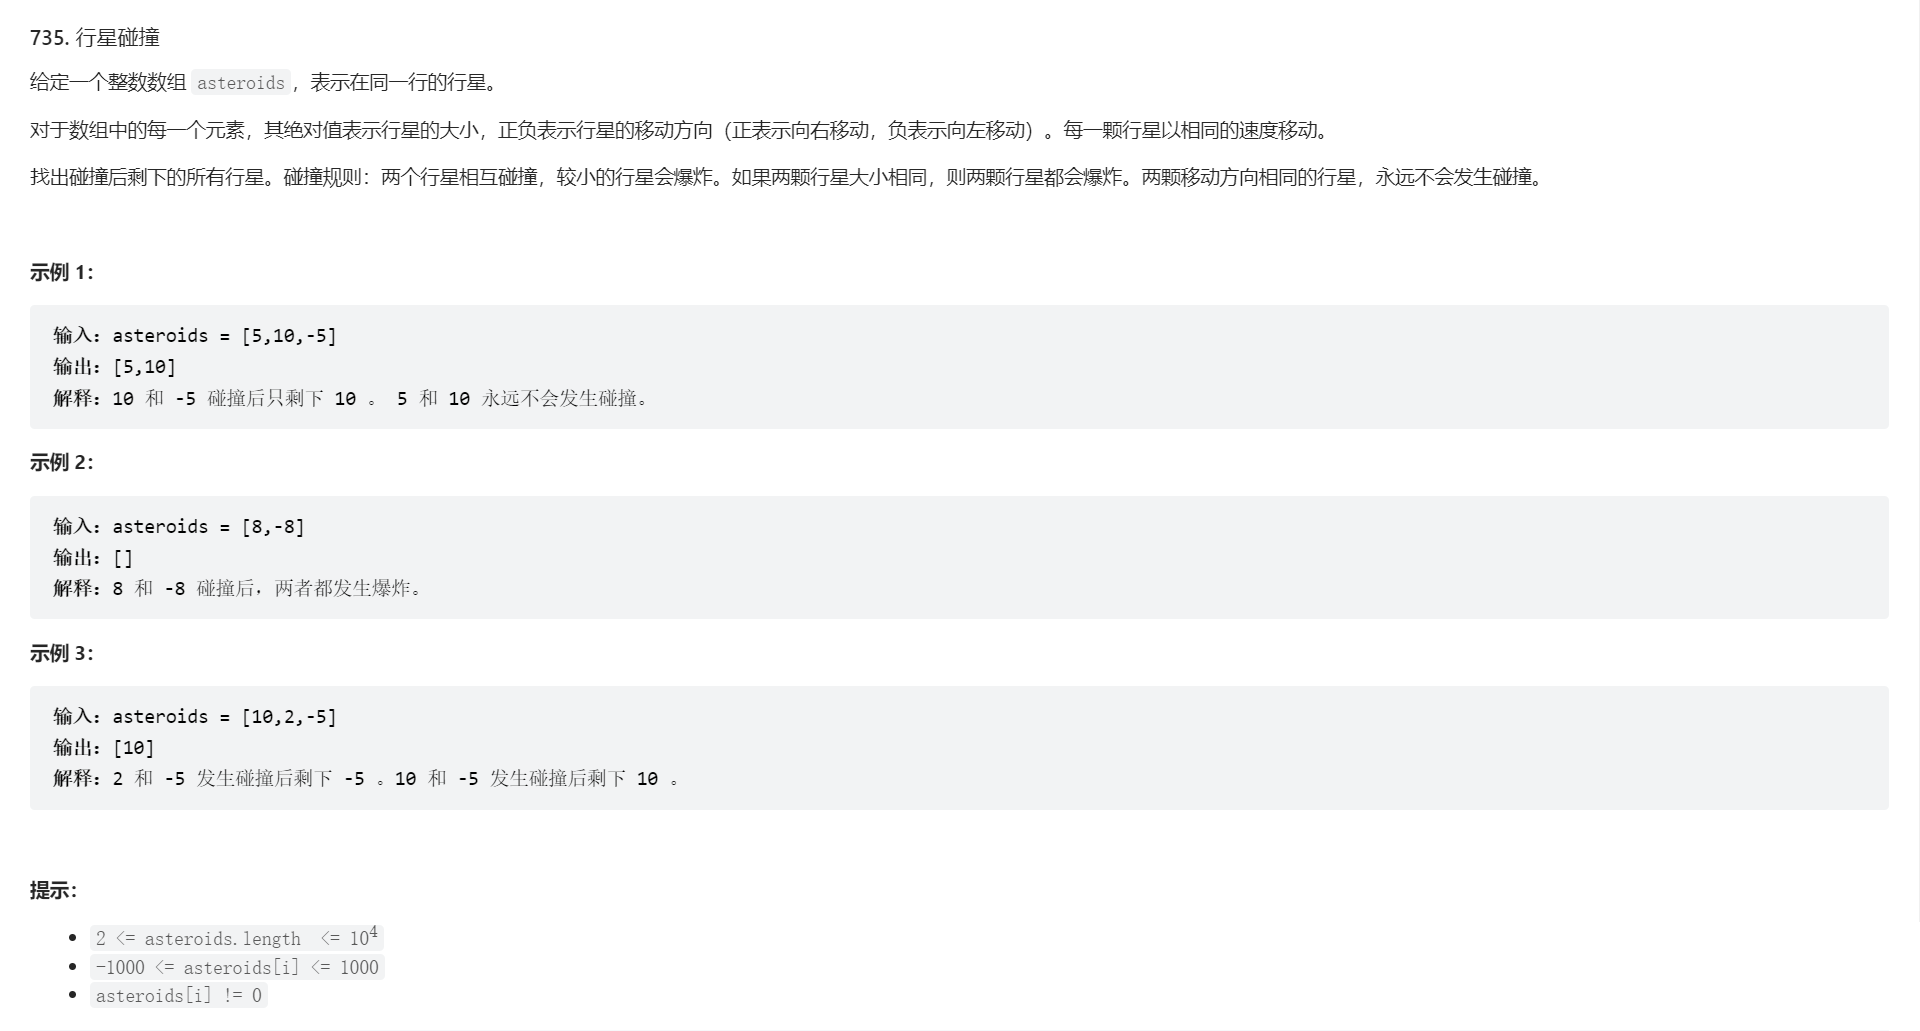 735. 行星碰撞
给定一个整数数组 asteroids，表示在同一行的行星。
对于数组中的每一个元素，其绝对值表示行星的大小，正负表示行星的移动方向（正表示向右移动，负表示向左移动）。每一颗行星以相同的速度移动。
找出碰撞后剩下的所有行星。碰撞规则：两个行星相互碰撞，较小的行星会爆炸。如果两颗行星大小相同，则两颗行星都会爆炸。两颗移动方向相同的行星，永远不会发生碰撞。
示例 1：
输入：asteroids = [5,10,-5]
输出：[5,10]
解释：10 和 -5 碰撞后只剩下 10 。 5 和 10 永远不会发生碰撞。
示例 2：
输入：asteroids = [8,-8]
输出：[]
解释：8 和 -8 碰撞后，两者都发生爆炸。
示例 3：
输入：asteroids = [10,2,-5]
输出：[10]
解释：2 和 -5 发生碰撞后剩下 -5 。10 和 -5 发生碰撞后剩下 10 。
提示：
• 2 <= asteroids.length  <= 10⁴
• -1000 <= asteroids[i] <= 1000
• asteroids[i] != 0